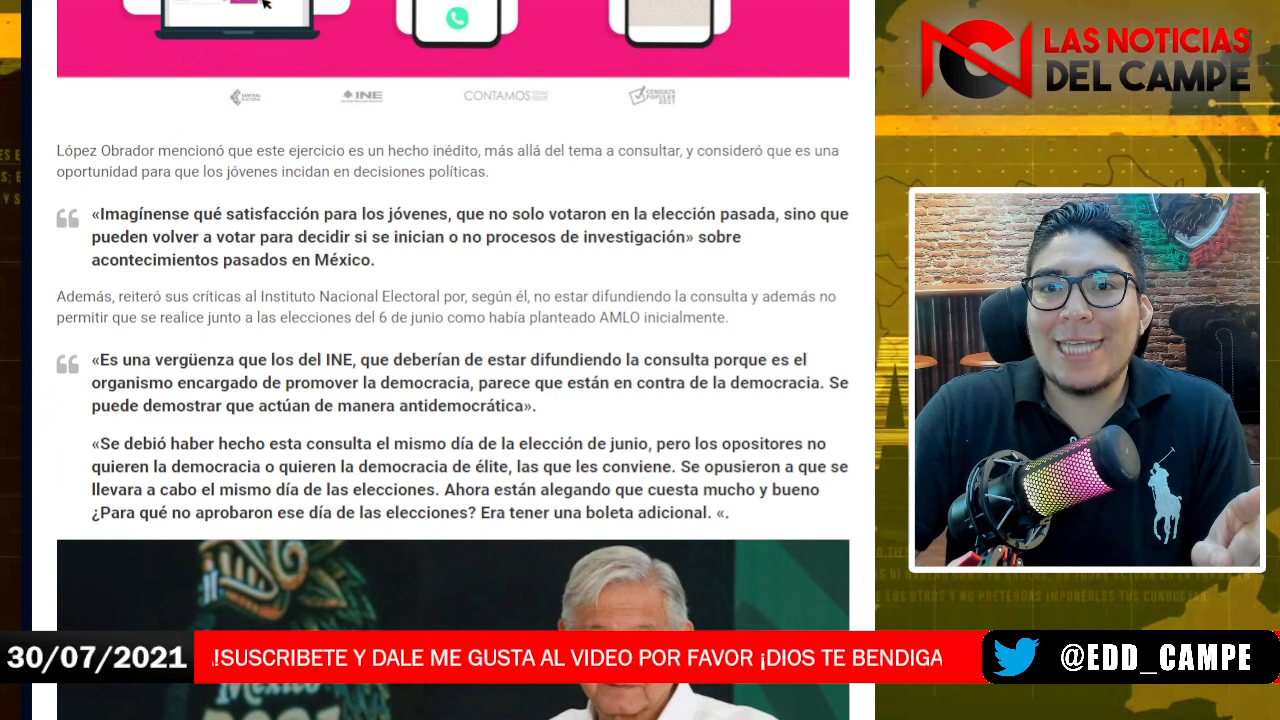 LAS NOTICIAS
DEL CAMPE
INE
CONTAMOS
CONSULTA
POPULAR
2021
López Obrador mencionó que este ejercicio es un hecho inédito, más allá del tema a consultar, y consideró que es una
oportunidad para que los jóvenes incidan en decisiones políticas.
«Imagínense qué satisfacción para los jóvenes, que no solo votaron en la elección pasada, sino que
pueden volver a votar para decidir si se inician o no procesos de investigación» sobre
acontecimientos pasados en México.
Además, reiteró sus críticas al Instituto Nacional Electoral por, según él, no estar difundiendo la consulta y además no
permitir que se realice junto a las elecciones del 6 de junio como había planteado AMLO inicialmente.
«Es una vergüenza que los del INE, que deberían de estar difundiendo la consulta porque es el
organismo encargado de promover la democracia, parece que están en contra de la democracia. Se
puede demostrar que actúan de manera antidemocrática».
«Se debió haber hecho esta consulta el mismo día de la elección de junio, pero los opositores no
quieren la democracia o quieren la democracia de élite, las que les conviene. Se opusieron a que se
llevara a cabo el mismo día de las elecciones. Ahora están alegando que cuesta mucho y bueno
¿Para qué no aprobaron ese día de las elecciones? Era tener una boleta adicional. «.
30/07/2021
!SUSCRIBETE Y DALE ME GUSTA AL VIDEO POR FAVOR ¡DIOS TE BENDIGA
@EDD_CAMPE